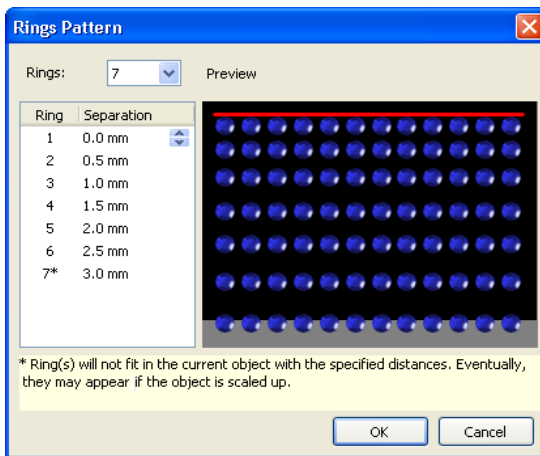 Rings Pattern
Rings: 7 Preview
Ring Separation
1 0.0 mm
2 0.5 mm
3 1.0 mm
4 1.5 mm
5 2.0 mm
6 2.5 mm
7* 3.0 mm
* Ring(s) will not fit in the current object with the specified distances. Eventually,
they may appear if the object is scaled up.
OK Cancel